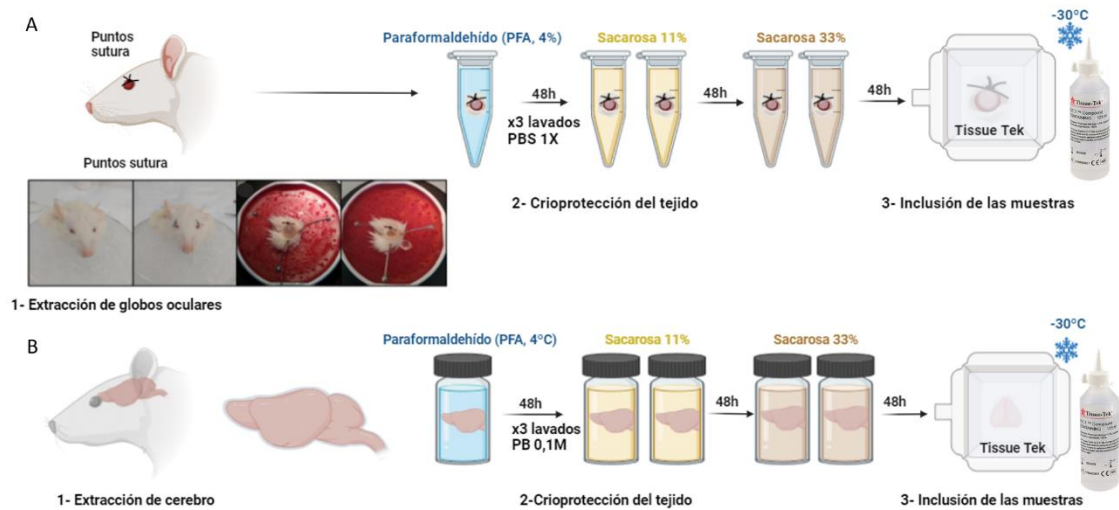 A
Puntos
sutura
Paraformaldehído (PFA, 4%)
Sacarosa 11%
Sacarosa 33%
-30°C
48h
48h
48h
x3 lavados
PBS 1X
Tissue Tek
Tissue-Tek
Puntos sutura
2- Crioprotección del tejido
3- Inclusión de las muestras
1- Extracción de globos oculares
B
Paraformaldehído (PFA, 4°C)
Sacarosa 11%
Sacarosa 33%
-30°C
48h
48h
48h
x3 lavados
PB 0,1M
Tissue Tek
1- Extracción de cerebro
2-Crioprotección del tejido
3- Inclusión de las muestras